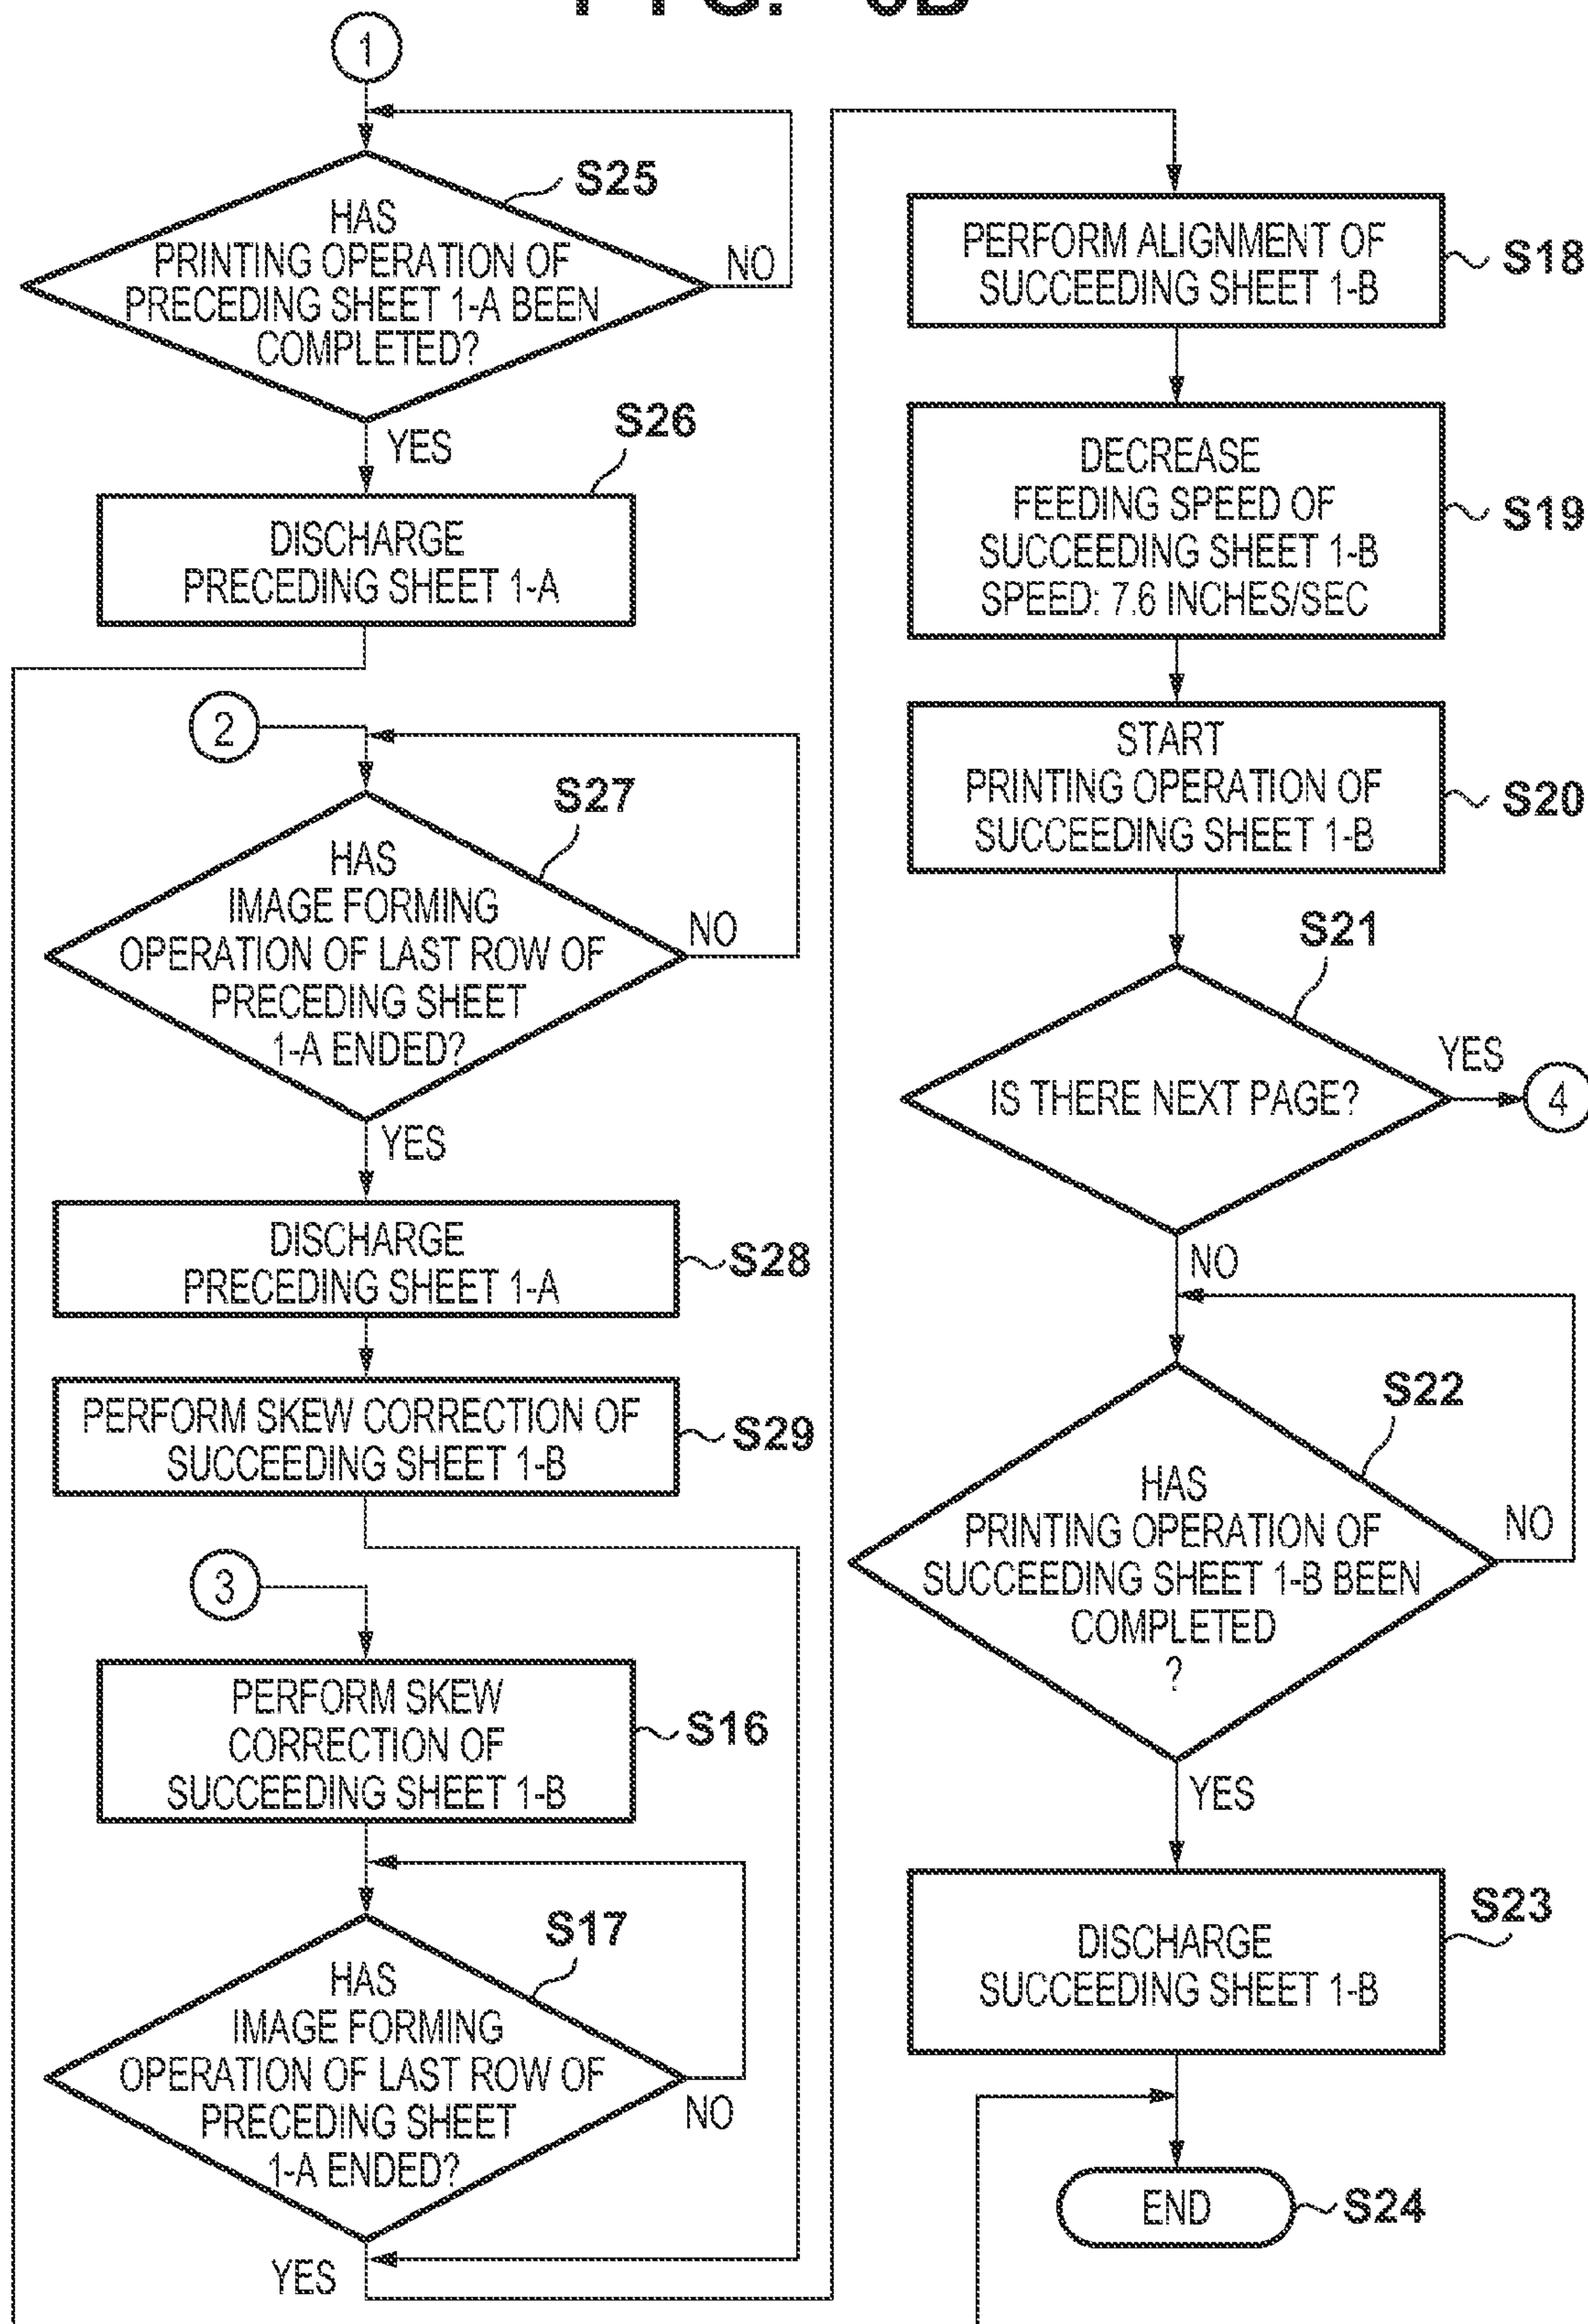 1
S25
HAS
PRINTING OPERATION OF
PRECEDING SHEET 1-A BEEN
COMPLETED?
NO
YES
S26
DISCHARGE
PRECEDING SHEET 1-A
2
S27
HAS
IMAGE FORMING
OPERATION OF LAST ROW OF
PRECEDING SHEET
1-A ENDED?
NO
YES
DISCHARGE
PRECEDING SHEET 1-A
S28
PERFORM SKEW CORRECTION OF
SUCCEEDING SHEET 1-B
S29
3
PERFORM SKEW
CORRECTION OF
SUCCEEDING SHEET 1-B
S16
S17
HAS
IMAGE FORMING
OPERATION OF LAST ROW OF
PRECEDING SHEET
1-A ENDED?
NO
YES
PERFORM ALIGNMENT OF
SUCCEEDING SHEET 1-B
S18
DECREASE
FEEDING SPEED OF
SUCCEEDING SHEET 1-B
SPEED: 7.6 INCHES/SEC
S19
START
PRINTING OPERATION OF
SUCCEEDING SHEET 1-B
S20
S21
IS THERE NEXT PAGE?
YES
4
NO
S22
HAS
PRINTING OPERATION OF
SUCCEEDING SHEET 1-B BEEN
COMPLETED
?
NO
YES
DISCHARGE
SUCCEEDING SHEET 1-B
S23
END
S24